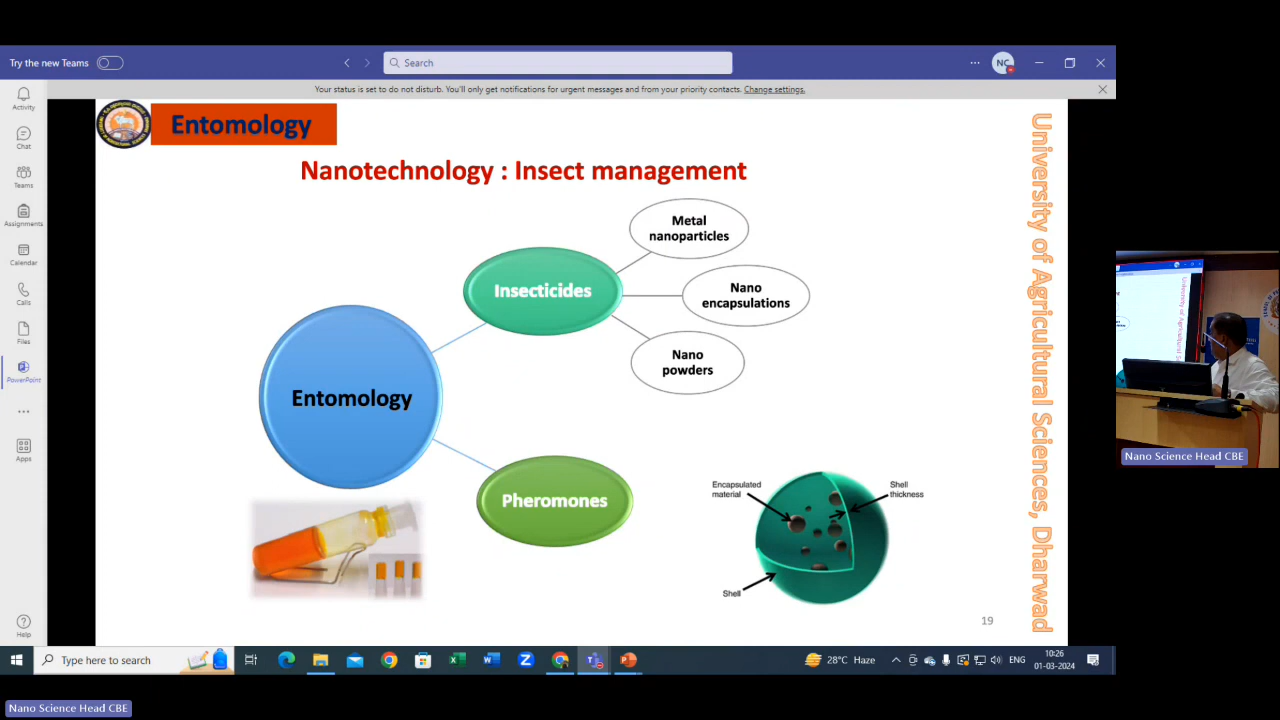 Try the new Teams
Search
NC
Your status is set to do not disturb. You'll only get notifications for urgent messages and from your priority contacts. Change settings.
Activity
Chat
Teams
Assignments
Calendar
Calls
Files
PowerPoint
Apps
Help
Entomology
Nanotechnology : Insect management
Metal
nanoparticles
Insecticides
Nano
encapsulations
Nano
powders
Entomology
Pheromones
Encapsulated
material
Shell
thickness
Shell
19
University of Agricultural Sciences, Dharwad
Nano Science Head CBE
Type here to search
28°C Haze
ENG
10:26
01-03-2024
Nano Science Head CBE